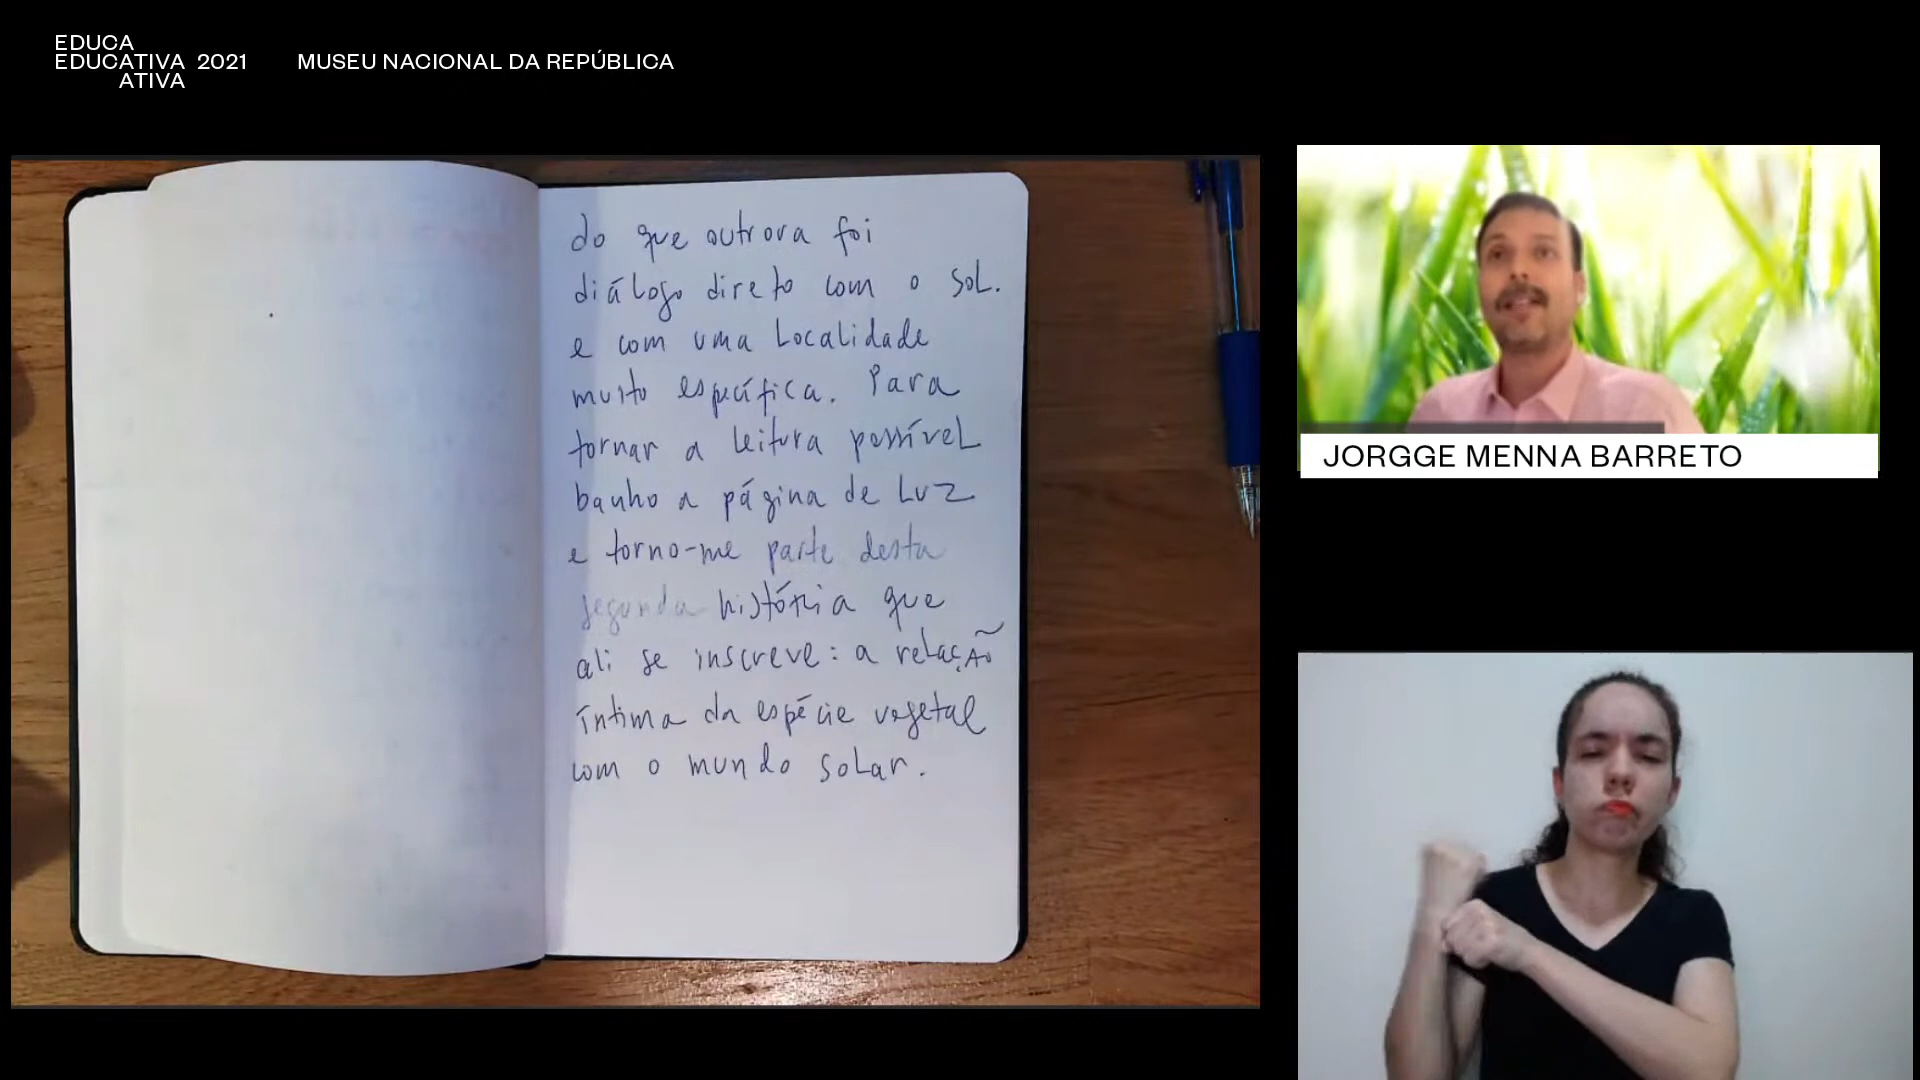 EDUCA
EDUCATIVA 2021
ATIVA
MUSEU NACIONAL DA REPÚBLICA
do que outrora foi
diálogo direto com o sol.
e com uma localidade
muito específica. Para
tornar a leitura possível
banho a página de luz
e torno-me parte desta
segunda história que
ali se inscreve: a relação
íntima da espécie vegetal
com o mundo solar.
JORGGE MENNA BARRETO